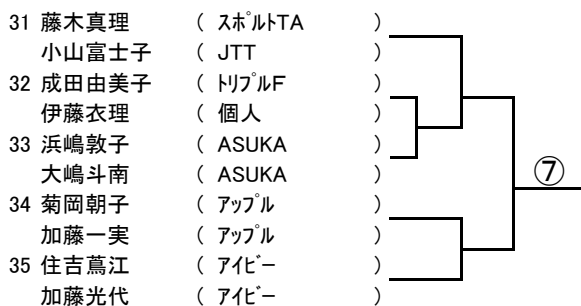 31 藤木真理 ( スポルトTA )
小山富士子 ( JTT )
32 成田由美子 ( トリプルF )
伊藤衣理 ( 個人 )
33 浜嶋敦子 ( ASUKA )
大嶋斗南 ( ASUKA )
⑦
34 菊岡朝子 ( アップル )
加藤一実 ( アップル )
35 住吉蔦江 ( アイビー )
加藤光代 ( アイビー )